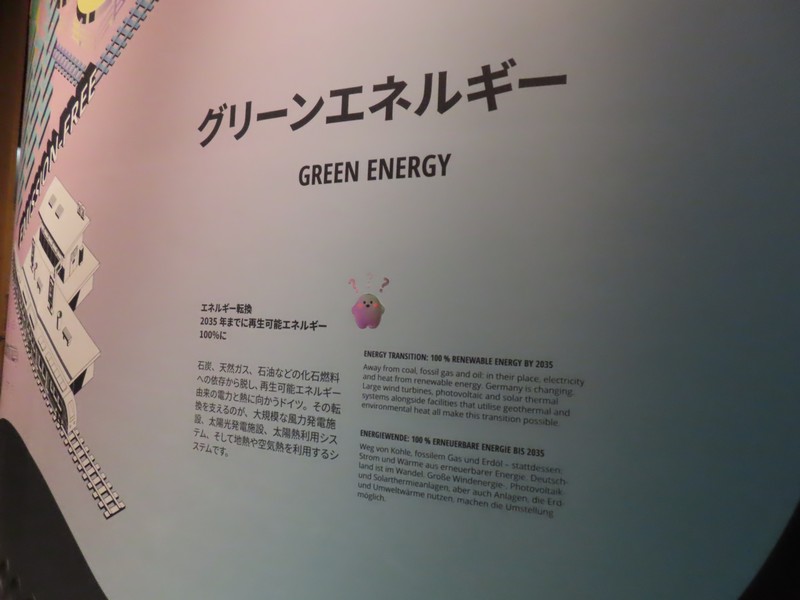 EMISSION-FREE
グリーンエネルギー
GREEN ENERGY
エネルギー転換
2035 年までに再生可能エネルギー
100%に
石炭、天然ガス、石油などの化石燃料
への依存から脱し、再生可能エネルギー
由来の電力と熱に向かうドイツ。その転
換を支えるのが、大規模な風力発電施
設、太陽光発電施設、太陽熱利用シス
テム、そして地熱や空気熱を利用するシ
ステムです。
? ? ?
ENERGY TRANSITION: 100 % RENEWABLE ENERGY BY 2035
Away from coal, fossil gas and oil: in their place, electricity
and heat from renewable energy. Germany is changing.
Large wind turbines, photovoltaic and solar thermal
systems alongside facilities that utilise geothermal and
environmental heat all make this transition possible.
ENERGIEWENDE: 100 % ERNEUERBARE ENERGIE BIS 2035
Weg von Kohle, fossilem Gas und Erdöl – stattdessen:
Strom und Wärme aus erneuerbarer Energie. Deutsch-
land ist im Wandel. Große Windenergie-, Photovoltaik-
und Solarthermieanlagen, aber auch Anlagen, die Erd-
und Umweltwärme nutzen, machen die Umstellung
möglich.